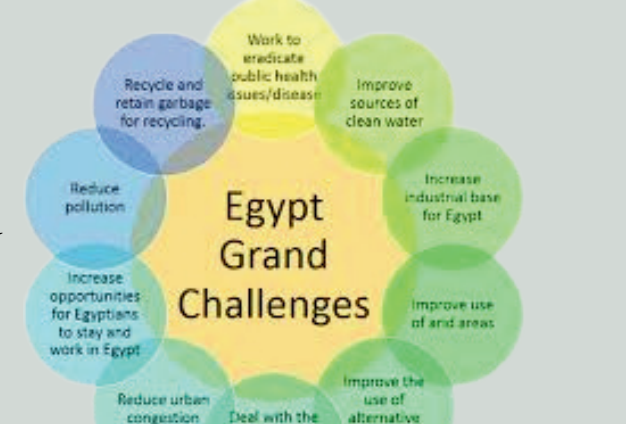 Work to
eradicate
public health
issues/disease
Improve
sources of
clean water
Increase
industrial base
for Egypt
Improve use
of arid areas
Improve the
use of
alternative
Deal with the
Reduce urban
congestion
Increase
opportunities
for Egyptians
to stay and
work in Egypt
Reduce
pollution
Recycle and
retain garbage
for recycling.
Egypt
Grand
Challenges